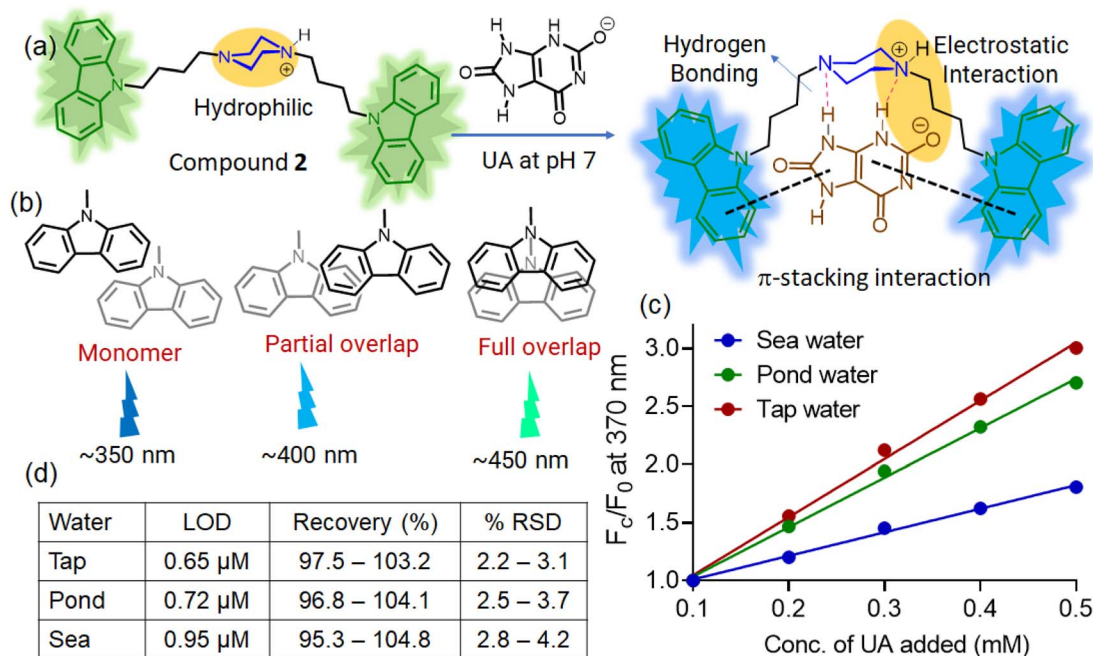 (a)
H
N
N
⊕
N
Hydrophilic
N
Compound 2
H
N
H
N
O
⊖
O
N
N
H
O
UA at pH 7
Hydrogen
Bonding
Electrostatic
Interaction
N
N
⊕
H
N
H
N
H
N
⊖
O
O
N
H
N
O
N
π-stacking interaction
(b)
N
N
Monomer
~350 nm
N
N
Partial overlap
~400 nm
N
N
Full overlap
~450 nm
(c)
Sea water
Pond water
Tap water
Fc/F0 at 370 nm
3.0
2.5
2.0
1.5
1.0
0.1 0.2 0.3 0.4 0.5
Conc. of UA added (mM)
(d)
Water LOD Recovery (%) % RSD
Tap 0.65 µM 97.5 – 103.2 2.2 – 3.1
Pond 0.72 µM 96.8 – 104.1 2.5 – 3.7
Sea 0.95 µM 95.3 – 104.8 2.8 – 4.2